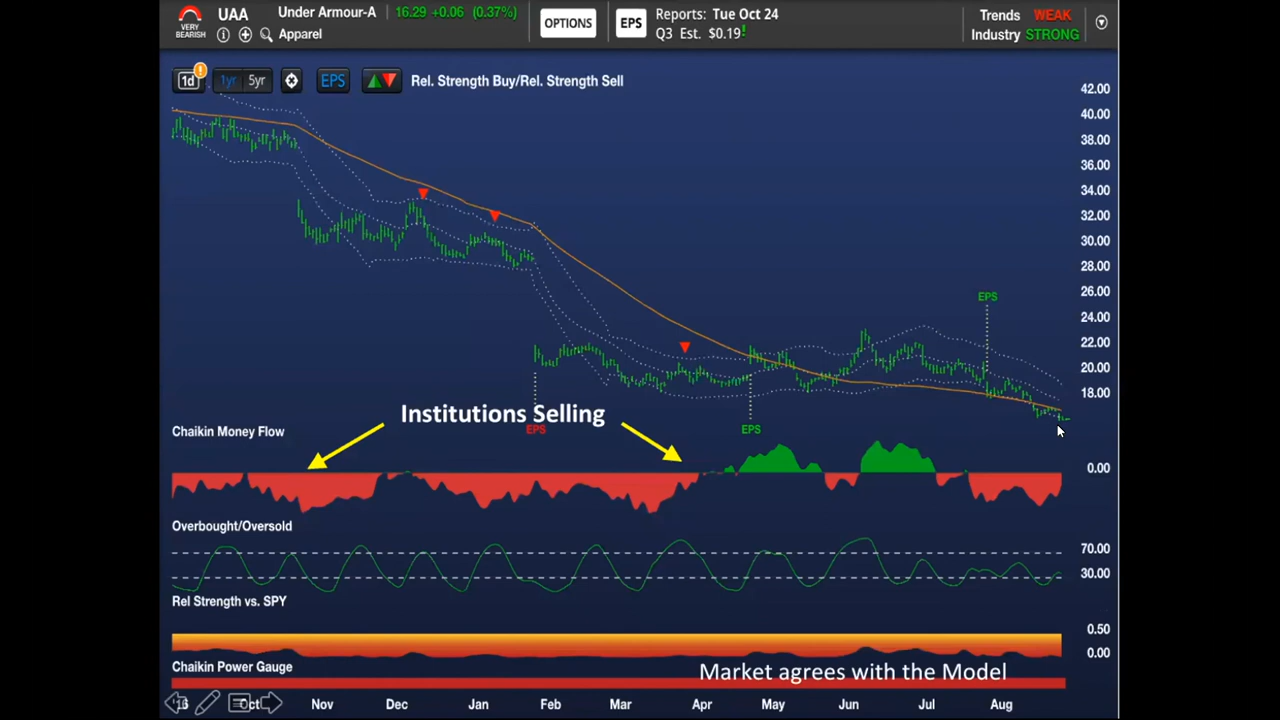 VERY
BEARISH
UAA
Under Armour-A
16.29 +0.06 (0.37%)
Apparel
OPTIONS
EPS
Reports: Tue Oct 24
Q3 Est. $0.19!
Trends WEAK
Industry STRONG
1d
1yr 5yr
EPS
Rel. Strength Buy/Rel. Strength Sell
42.00
40.00
38.00
36.00
34.00
32.00
30.00
28.00
26.00
24.00
22.00
20.00
18.00
EPS
Institutions Selling
EPS
EPS
Chaikin Money Flow
0.00
Overbought/Oversold
70.00
30.00
Rel Strength vs. SPY
0.50
0.00
Chaikin Power Gauge
Market agrees with the Model
16 Oct Nov Dec Jan Feb Mar Apr May Jun Jul Aug